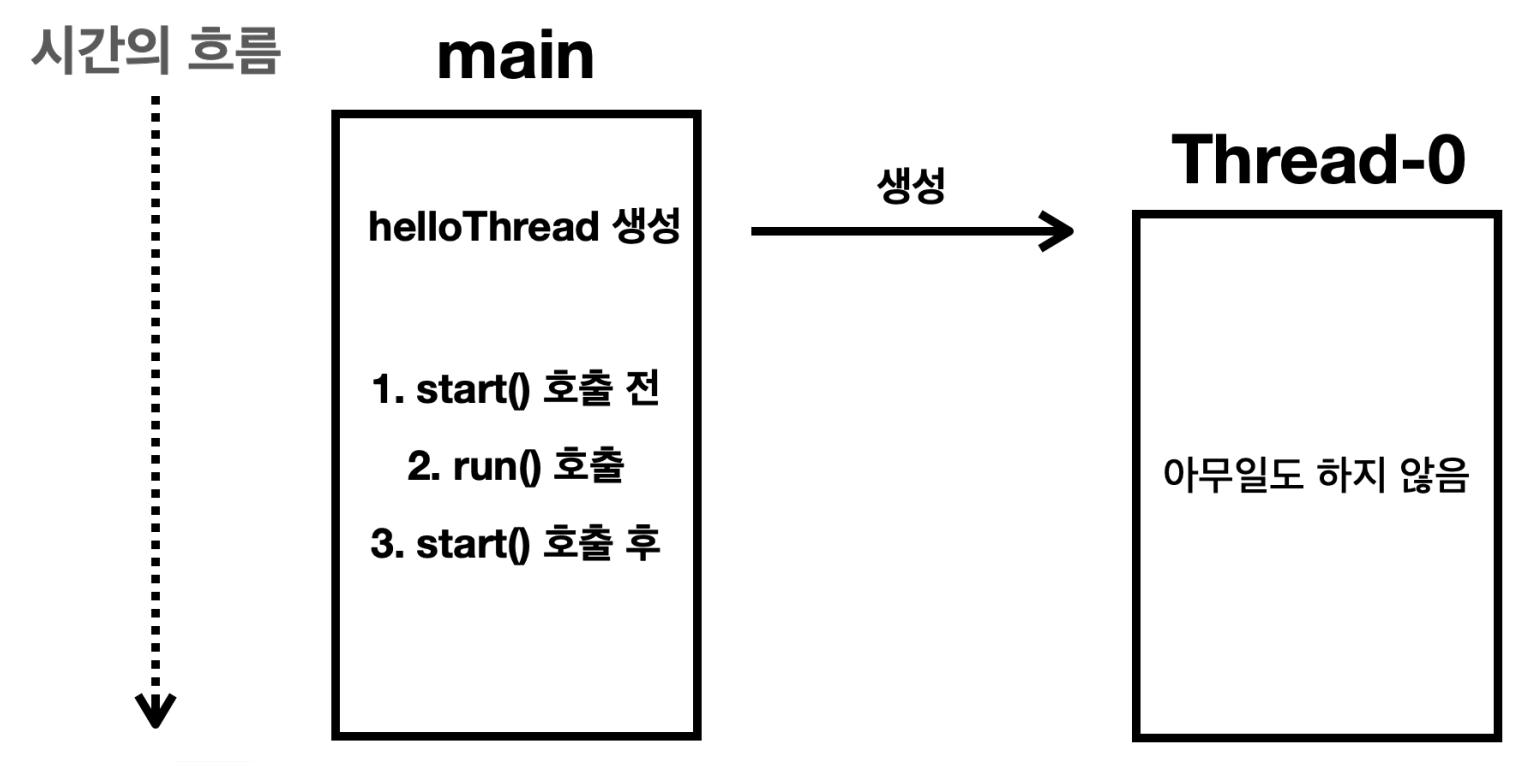 시간의 흐름
main
Thread-0
생성
helloThread 생성
1. start() 호출 전
2. run() 호출
3. start() 호출 후
아무일도 하지 않음